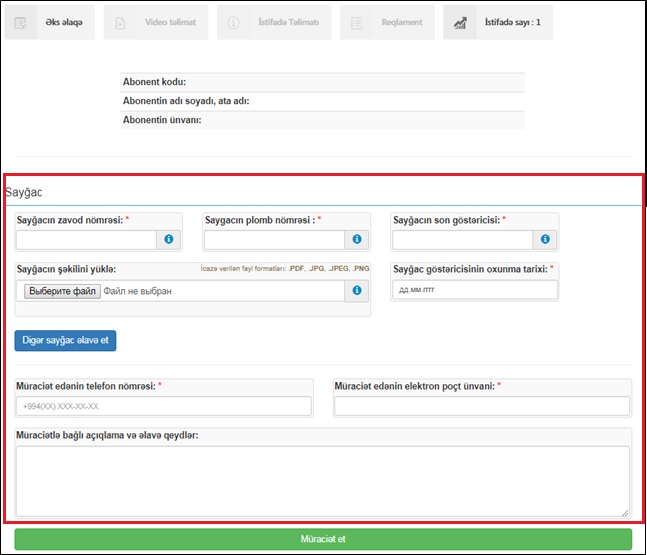 Əks əlaqə
Video təlimat
İstifadə Təlimatı
Reqlament
İstifadə sayı : 1
Abonent kodu:
Abonentin adı soyadı, ata adı:
Abonentin ünvanı:
Sayğac
Sayğacın zavod nömrəsi: *
Saygacın plomb nömrəsi : *
Sayğacın son göstəricisi: *
Sayğacın şəkilini yüklə:
İcazə verilən fayl formatları: .PDF, .JPG, .JPEG, .PNG
Выберите файл Файл не выбран
Sayğac göstəricisinin oxunma tarixi: *
дд.мм.гггг
Digər sayğac əlavə et
Müraciət edənin telefon nömrəsi: *
+994(XX) XXX-XX-XX
Müraciət edənin elektron poçt ünvani: *
Müraciətlə bağlı açıqlama və əlavə qeydlər:
Müraciət et